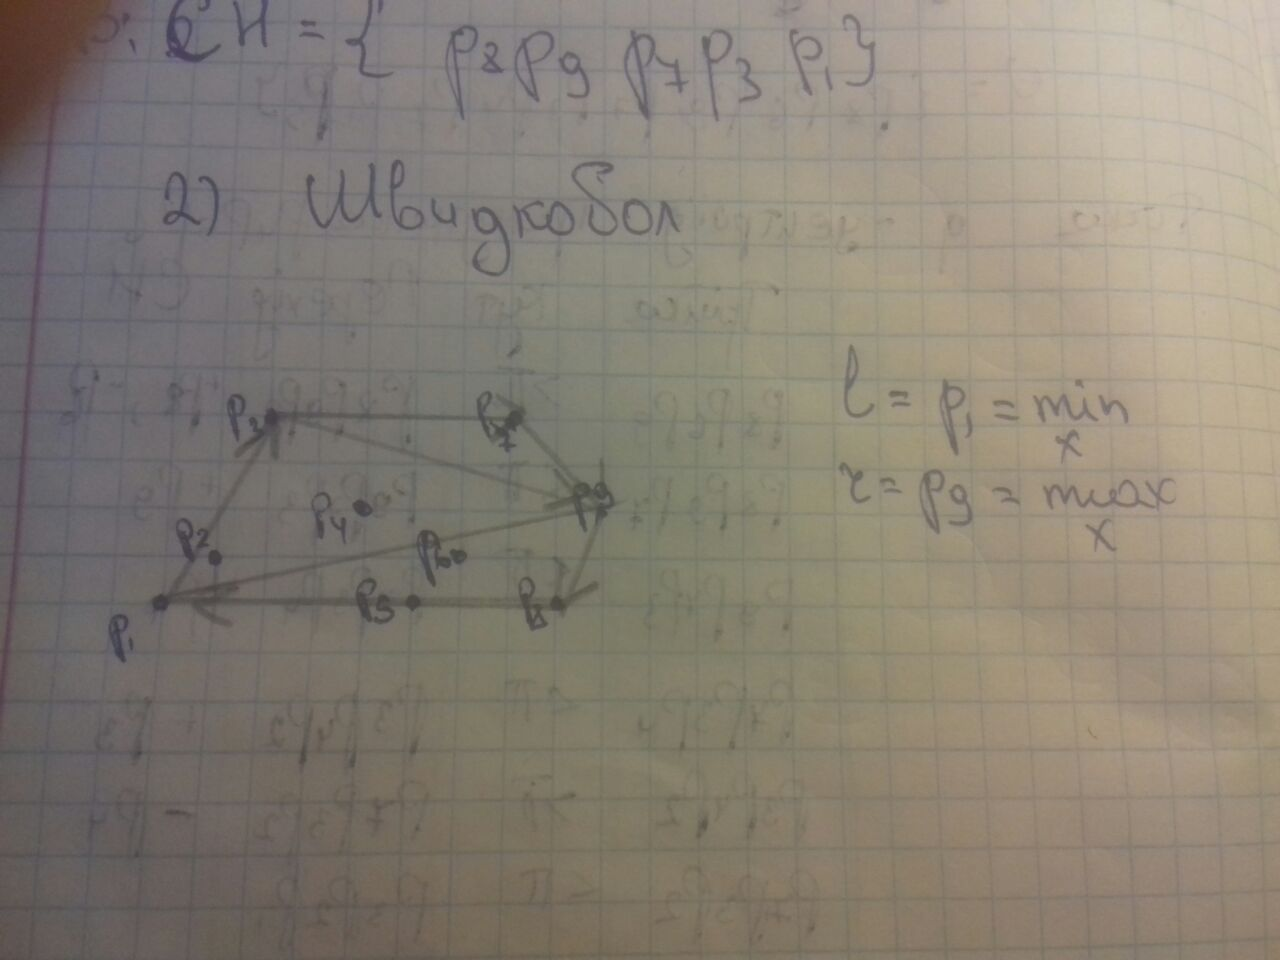 CH = { p8 p9 p7 p3 p1}
2) Швидкобол
l = p1 = min
x
r = p9 = max
x
p3 p7
p4 p9
p2 p6
p1 p5 p8